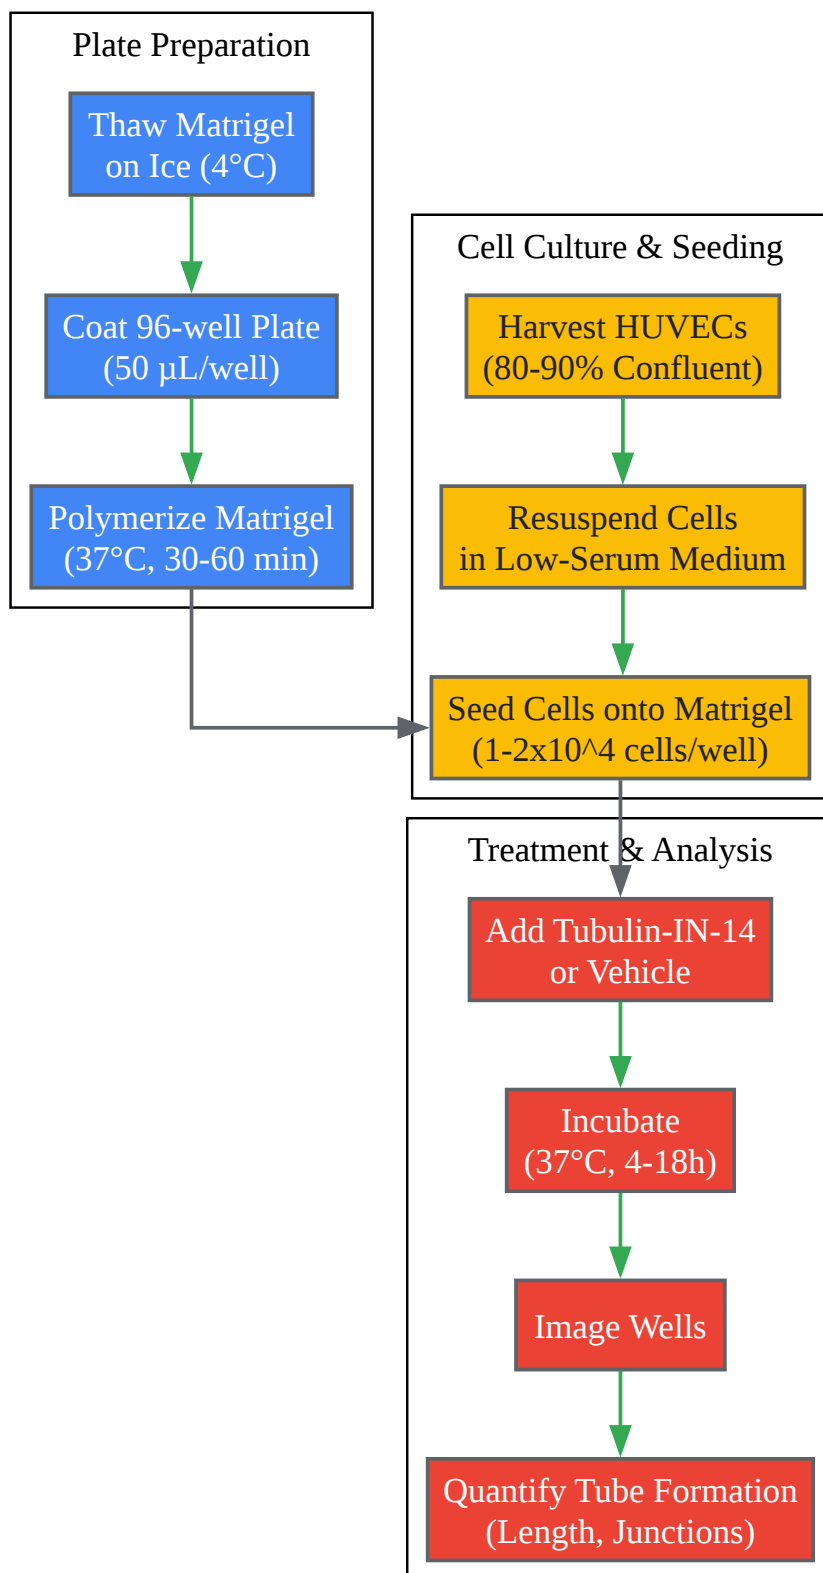 Plate Preparation
Thaw Matrigel
on Ice (4°C)
Coat 96-well Plate
(50 µL/well)
Polymerize Matrigel
(37°C, 30-60 min)
Cell Culture & Seeding
Harvest HUVECs
(80-90% Confluent)
Resuspend Cells
in Low-Serum Medium
Seed Cells onto Matrigel
(1-2x10^4 cells/well)
Treatment & Analysis
Add Tubulin-IN-14
or Vehicle
Incubate
(37°C, 4-18h)
Image Wells
Quantify Tube Formation
(Length, Junctions)